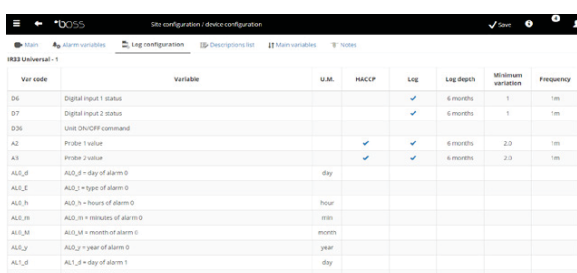 boss Site configuration / device configuration Save 0
Main Alarm variables Log configuration Descriptions list Main variables Notes
IR33 Universal - 1
Var code Variable U.M. HACCP Log Log depth Minimum variation Frequency
D6 Digital input 1 status 6 months 1 1m
D7 Digital input 2 status 6 months 1 1m
D36 Unit ON/OFF command
A2 Probe 1 value 6 months 2.0 1m
A3 Probe 2 value 6 months 2.0 1m
AL0_d AL0_d = day of alarm 0 day
AL0_E AL0_t = type of alarm 0
AL0_h AL0_h = hours of alarm 0 hour
AL0_m AL0_m = minutes of alarm 0 min
AL0_M AL0_M = month of alarm 0 month
AL0_y AL0_y = year of alarm 0 year
AL1_d AL1_d = day of alarm 1 day